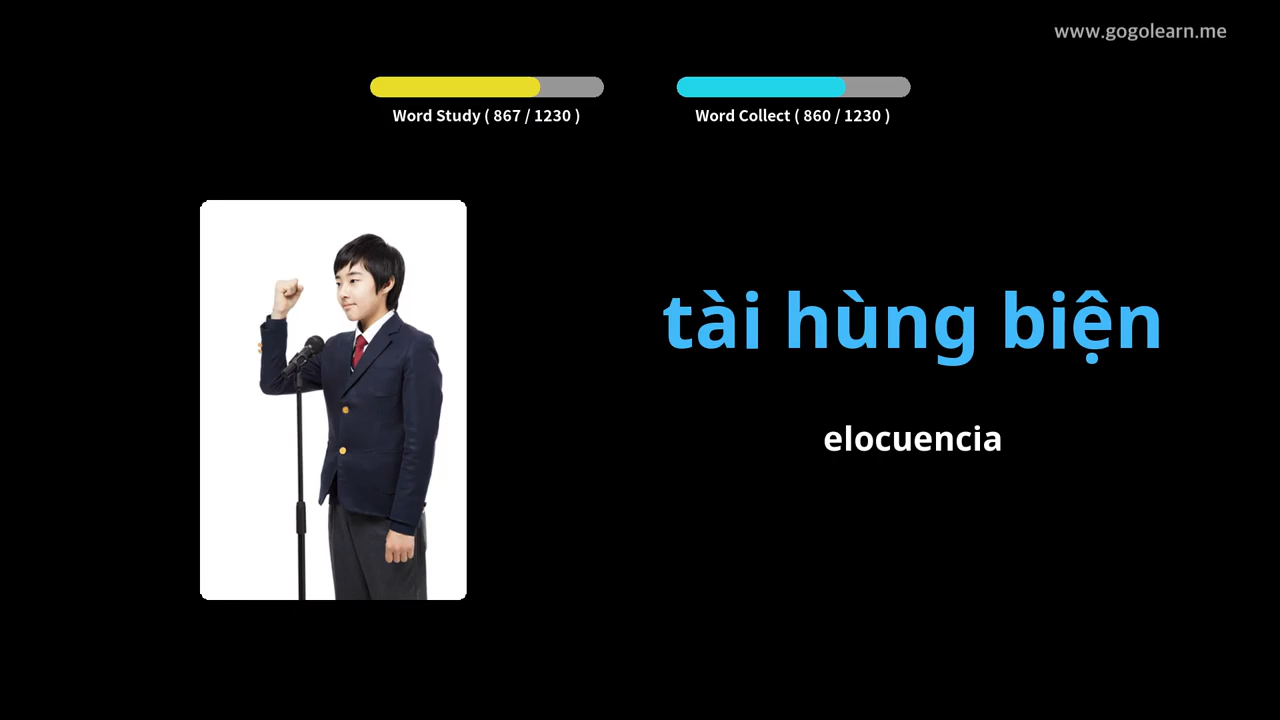 www.gogolearn.me
Word Study ( 867 / 1230 )
Word Collect ( 860 / 1230 )
tài hùng biện
elocuencia